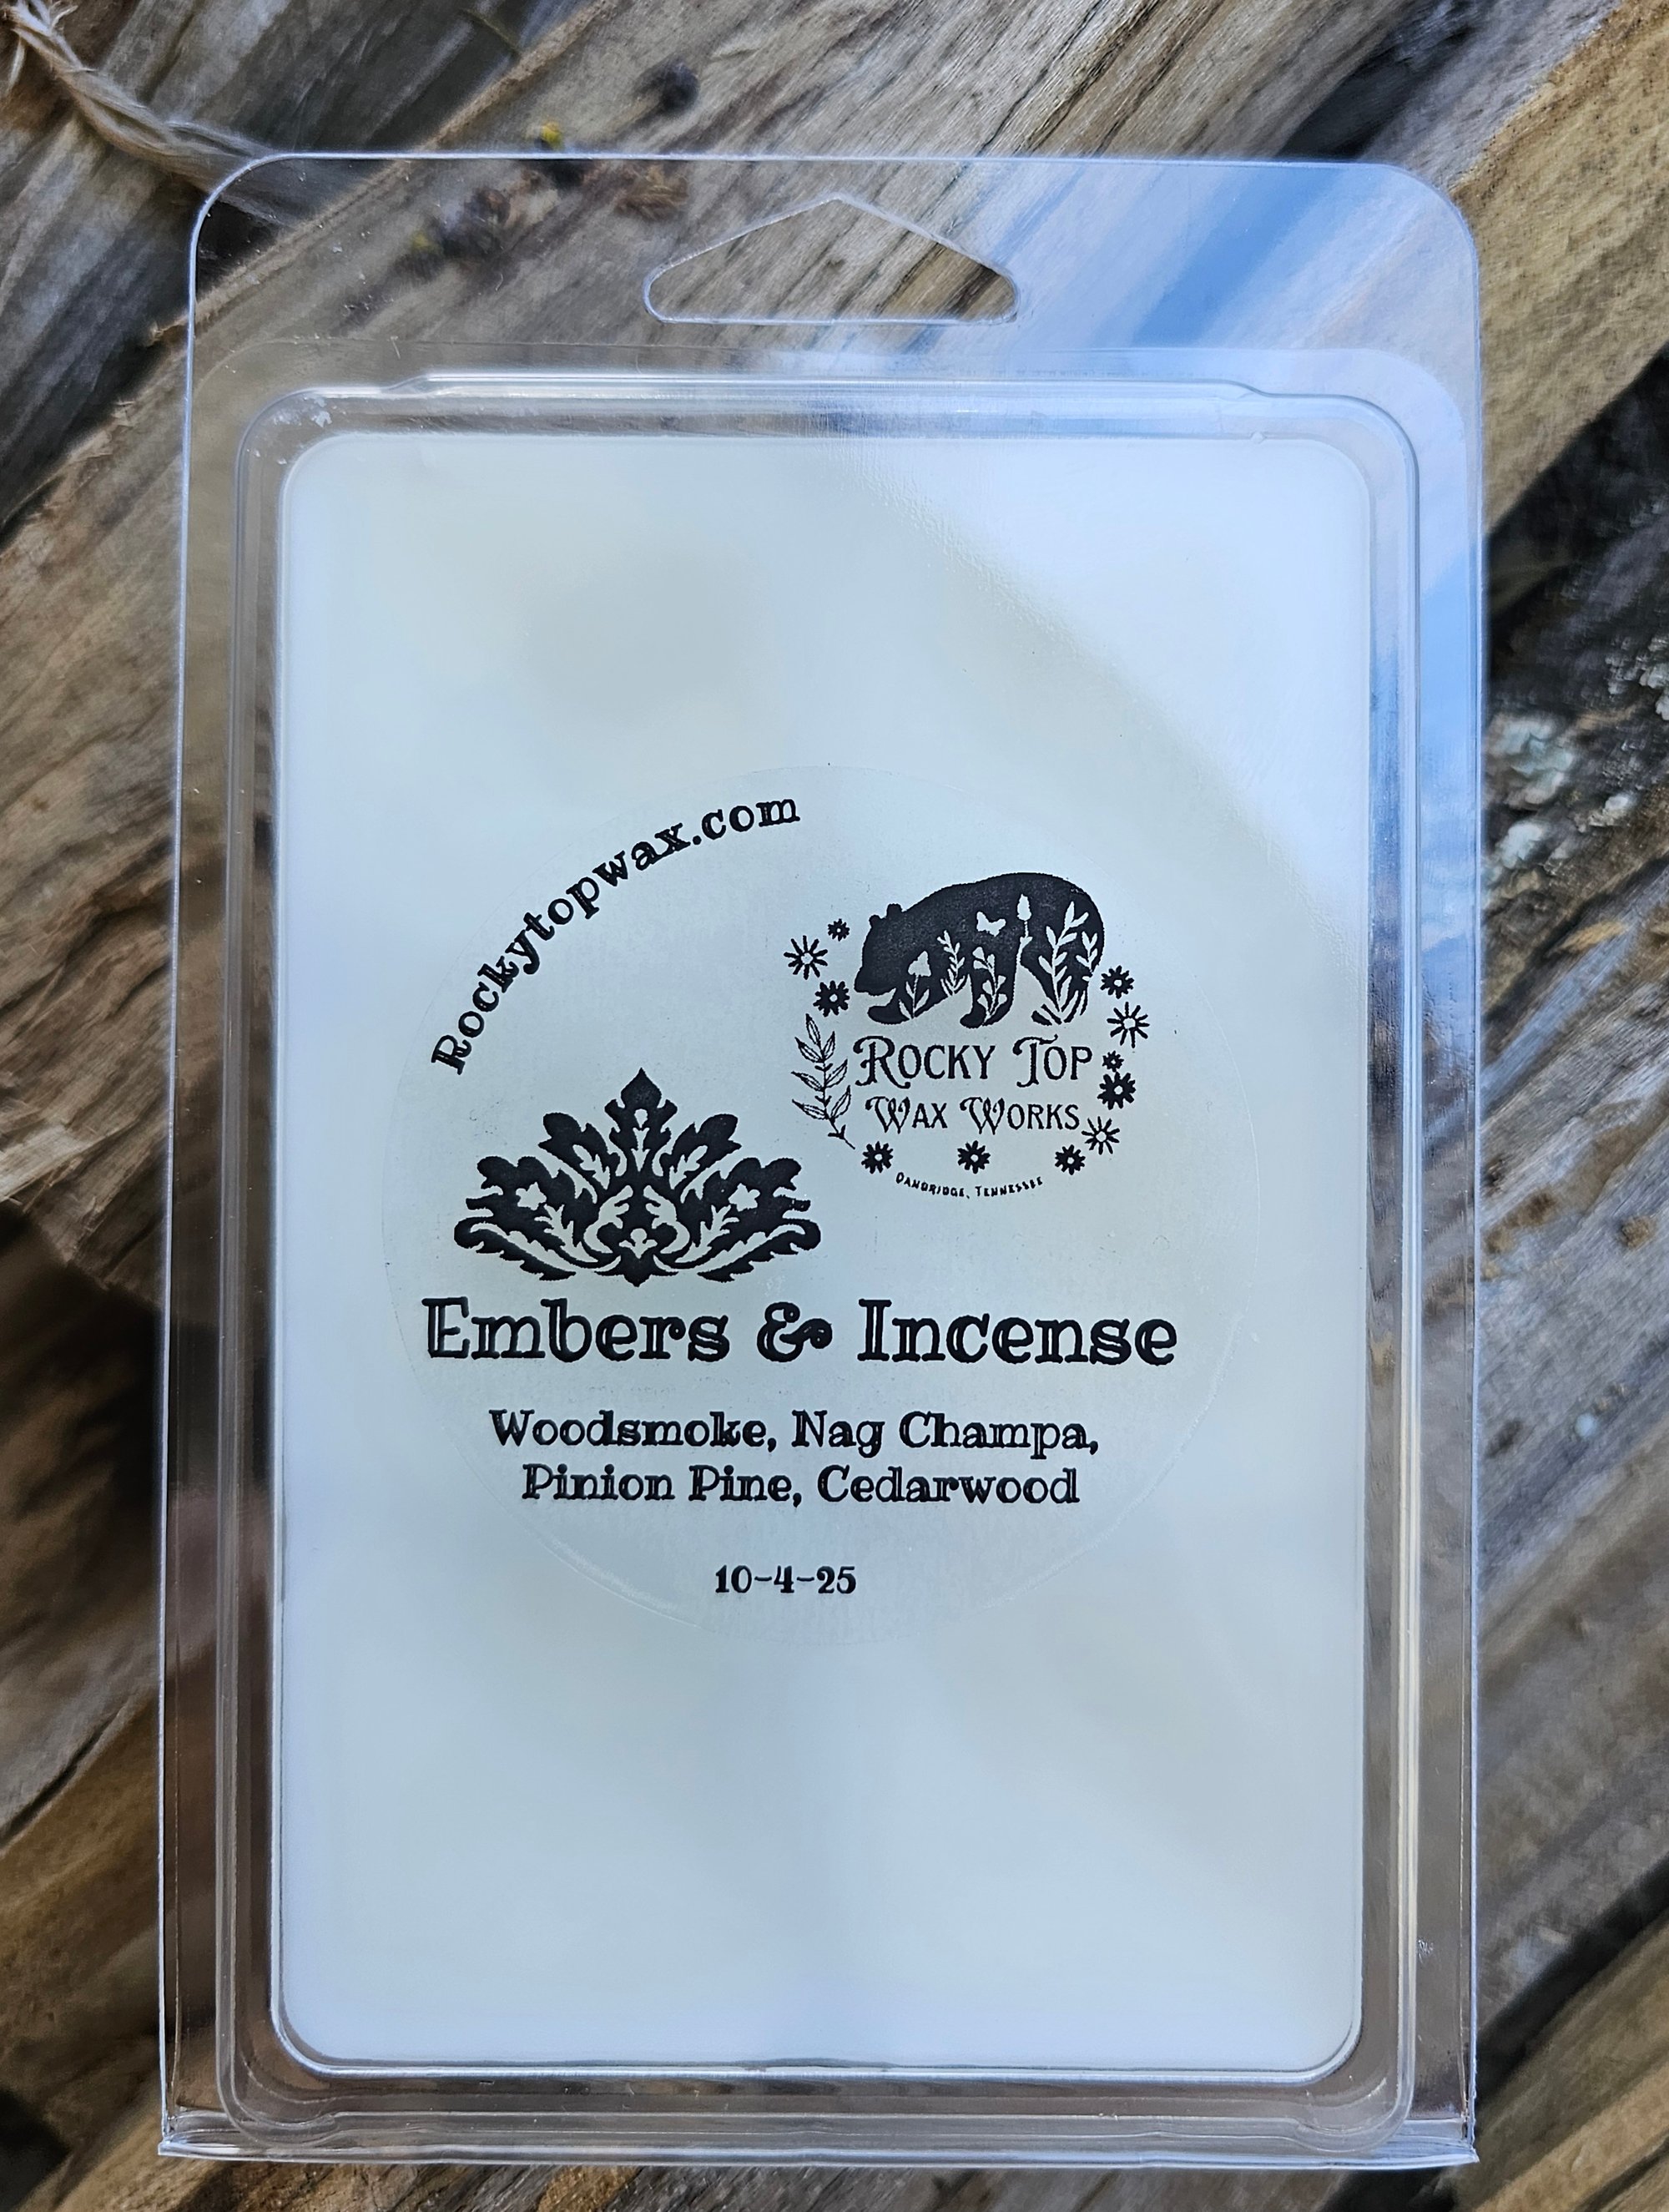 Rockytopwax.com
Rocky Top
Wax Works
Dandridge, Tennessee
Embers & Incense
Woodsmoke, Nag Champa,
Pinion Pine, Cedarwood
10-4-25